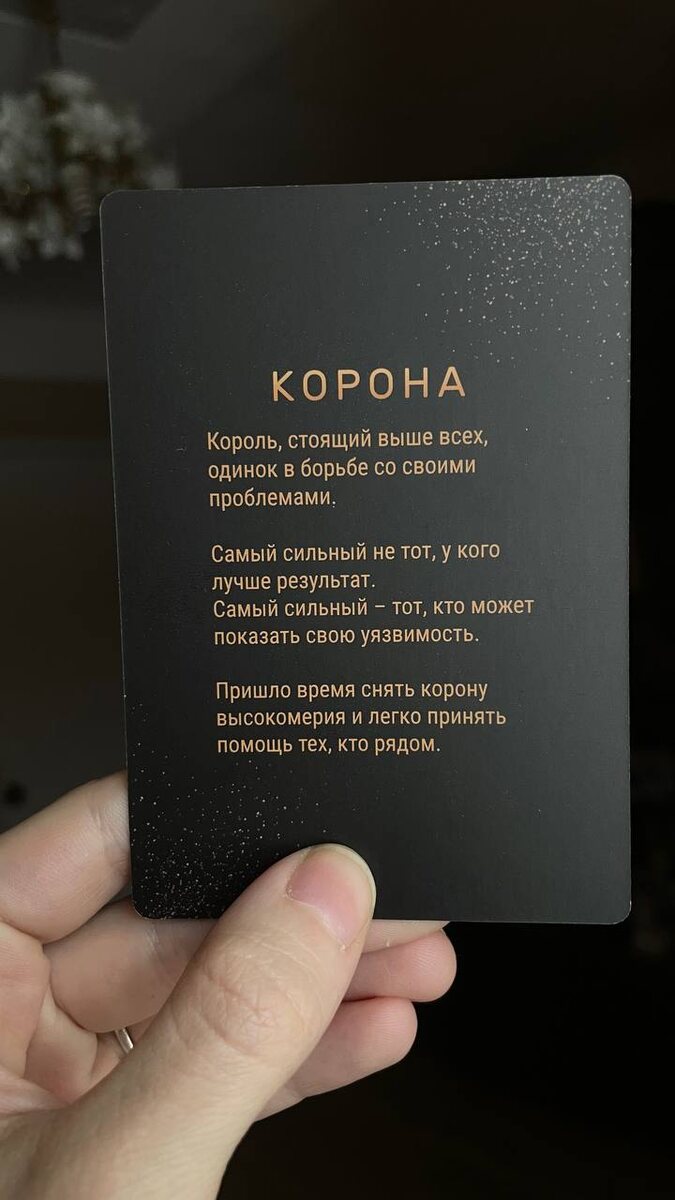 КОРОНА
Король, стоящий выше всех,
одинок в борьбе со своими
проблемами.
Самый сильный не тот, у кого
лучше результат.
Самый сильный – тот, кто может
показать свою уязвимость.
Пришло время снять корону
высокомерия и легко принять
помощь тех, кто рядом.